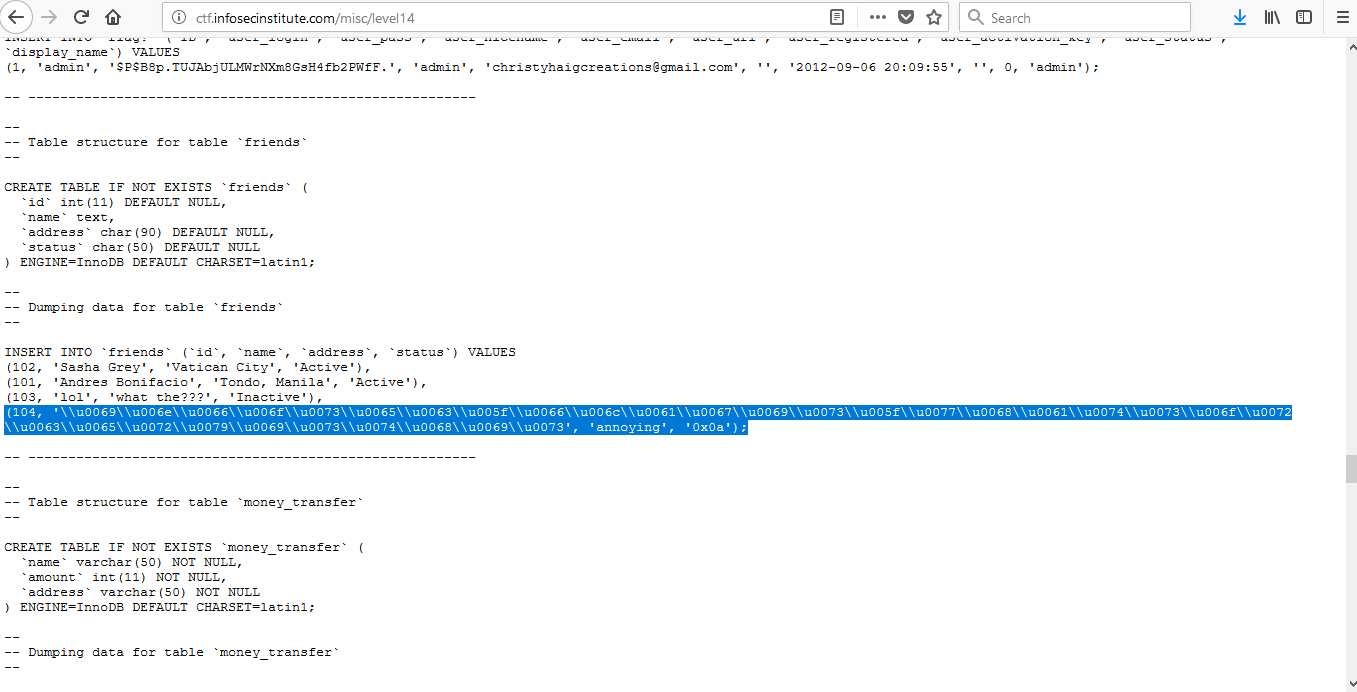 ctf.infosecinstitute.com/misc/level14
Search
INSERT INTO `flag?` (`ID`, `user_login`, `user_pass`, `user_nicename`, `user_email`, `user_url`, `user_registered`, `user_activation_key`, `user_status`,
`display_name`) VALUES
(1, 'admin', '$P$B8p.TUJAbjULMWrNXm8GsH4fb2PWfF.', 'admin', 'christyhaigcreations@gmail.com', '', '2012-09-06 20:09:55', '', 0, 'admin');
-- --------------------------------------------------------
--
-- Table structure for table `friends`
--
CREATE TABLE IF NOT EXISTS `friends` (
`id` int(11) DEFAULT NULL,
`name` text,
`address` char(90) DEFAULT NULL,
`status` char(50) DEFAULT NULL
) ENGINE=InnoDB DEFAULT CHARSET=latin1;
--
-- Dumping data for table `friends`
--
INSERT INTO `friends` (`id`, `name`, `address`, `status`) VALUES
(102, 'Sasha Grey', 'Vatican City', 'Active'),
(101, 'Andres Bonifacio', 'Tondo, Manila', 'Active'),
(103, 'lol', 'what the???', 'Inactive'),
(104, '\\u0069\\u006e\\u0066\\u006f\\u0073\\u0065\\u0063\\u005f\\u0066\\u006c\\u0061\\u0067\\u0069\\u0073\\u005f\\u0077\\u0068\\u0061\\u0074\\u0073\\u006f\\u0072
\\u0063\\u0065\\u0072\\u0079\\u0069\\u0073\\u0074\\u0068\\u0069\\u0073', 'annoying', '0x0a');
-- --------------------------------------------------------
--
-- Table structure for table `money_transfer`
--
CREATE TABLE IF NOT EXISTS `money_transfer` (
`name` varchar(50) NOT NULL,
`amount` int(11) NOT NULL,
`address` varchar(50) NOT NULL
) ENGINE=InnoDB DEFAULT CHARSET=latin1;
--
-- Dumping data for table `money_transfer`
--